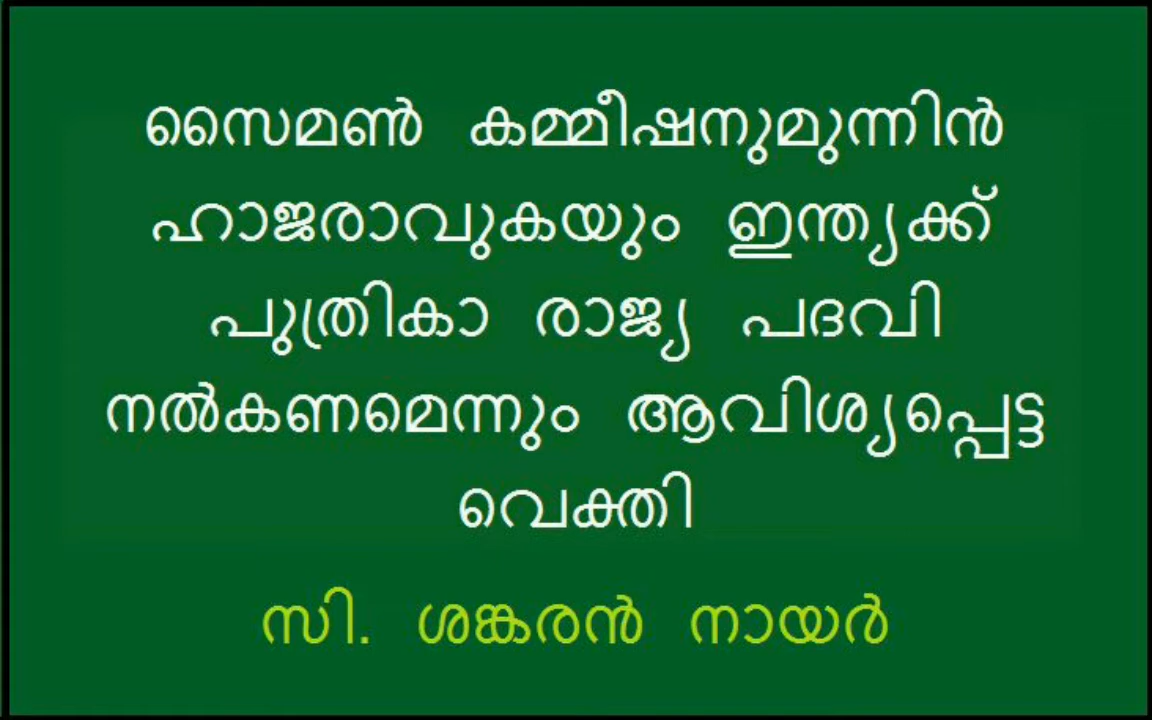 സൈമൺ കമ്മീഷനുമുന്നിൻ
ഹാജരാവുകയും ഇന്ത്യക്ക്
പുത്രികാ രാജ്യ പദവി
നൽകണമെന്നും ആവിശ്യപ്പെട്ട
വെക്തി
സി. ശങ്കരൻ നായർ